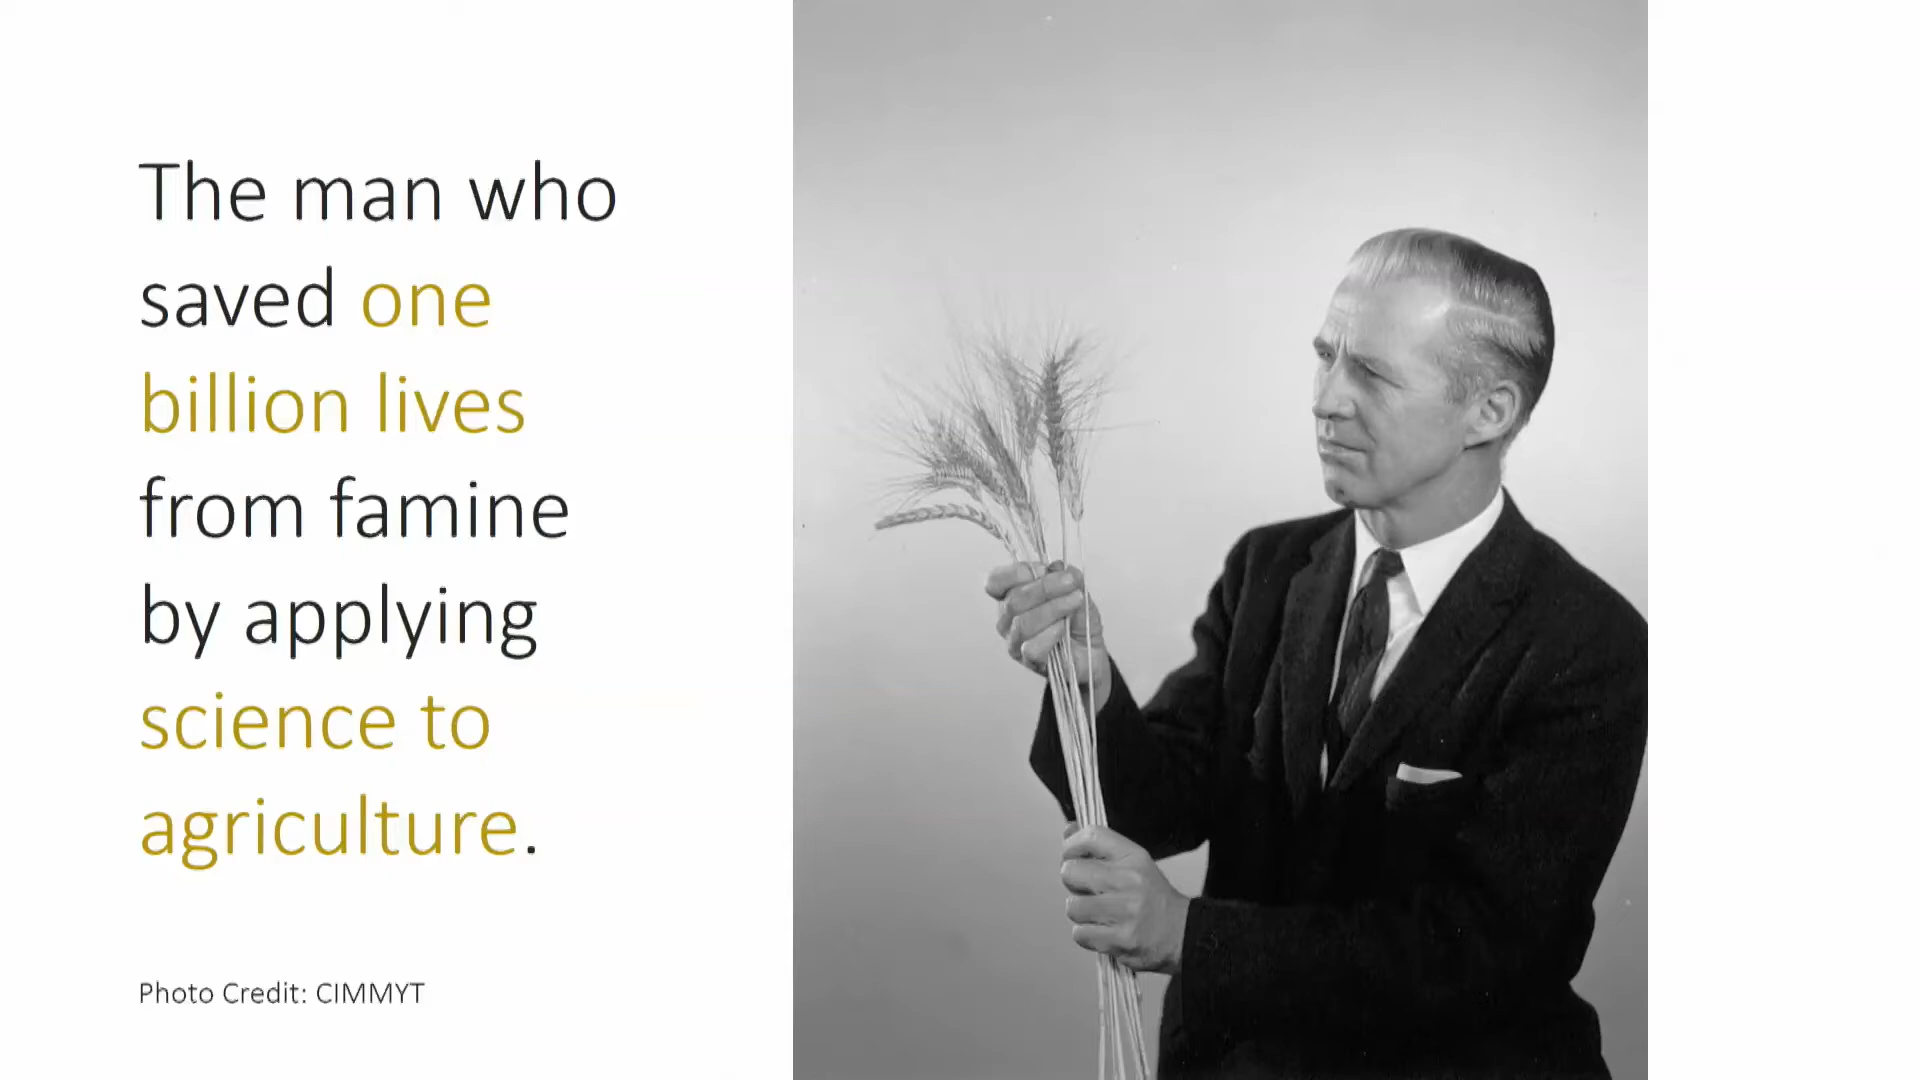 The man who
saved one
billion lives
from famine
by applying
science to
agriculture.
Photo Credit: CIMMYT